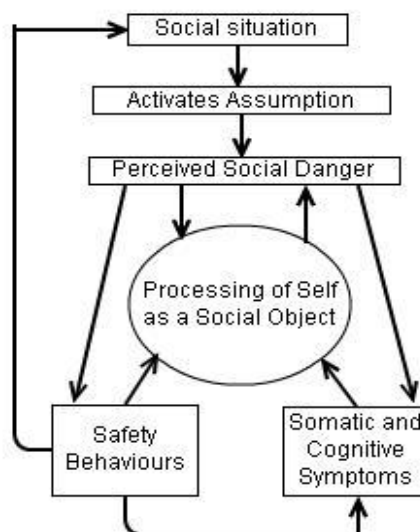 Social situation
Activates Assumption
Perceived Social Danger
Processing of Self
as a Social Object
Safety
Behaviours
Somatic and
Cognitive
Symptoms